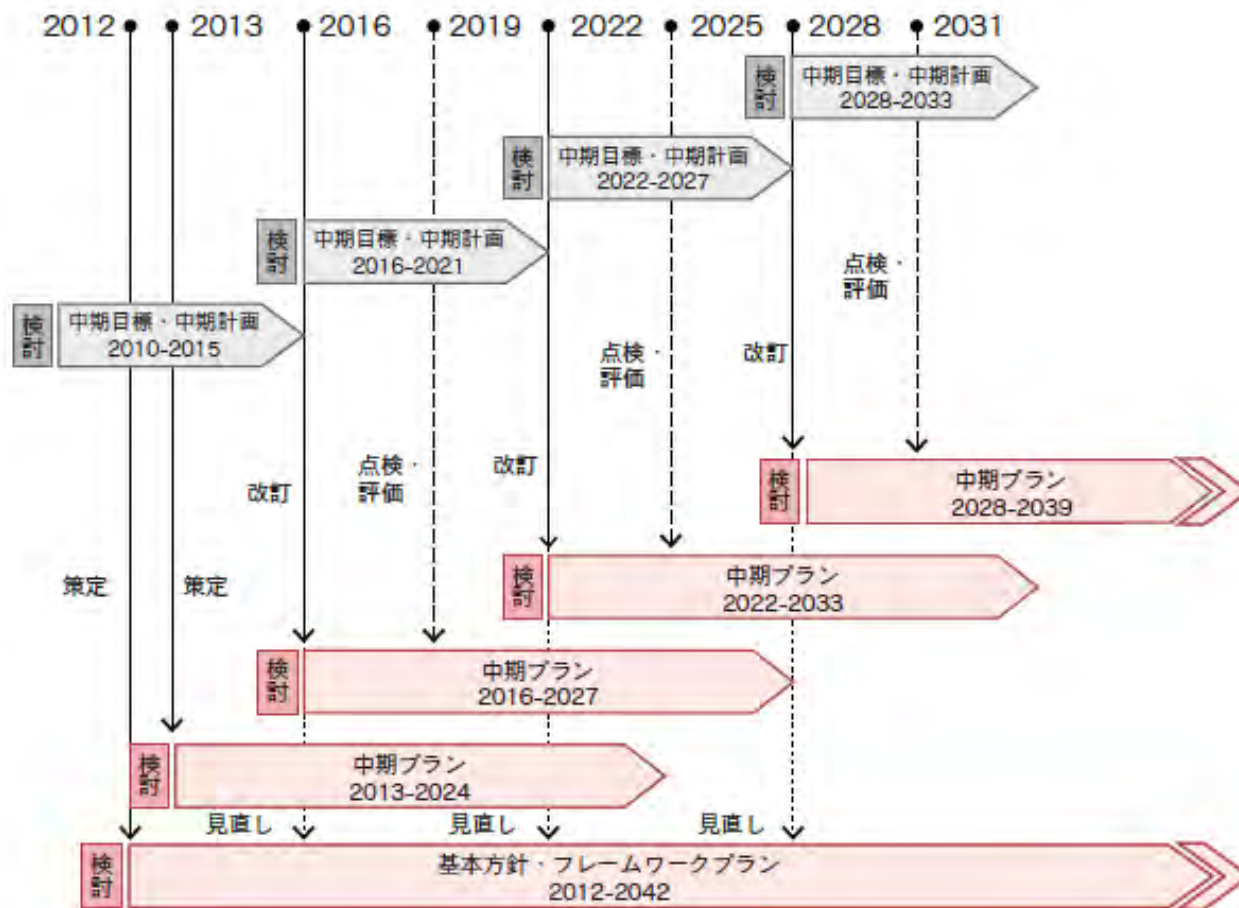 2012 2013 2016 2019 2022 2025 2028 2031
検討
中期目標・中期計画
2028-2033
検討
中期目標・中期計画
2022-2027
検討
中期目標・中期計画
2016-2021
検討
中期目標・中期計画
2010-2015
点検・
評価
点検・
評価
改訂
点検・
評価
改訂
改訂
検討
中期プラン
2028-2039
検討
中期プラン
2022-2033
策定
策定
検討
中期プラン
2016-2027
検討
中期プラン
2013-2024
見直し 見直し 見直し
検討
基本方針・フレームワークプラン
2012-2042